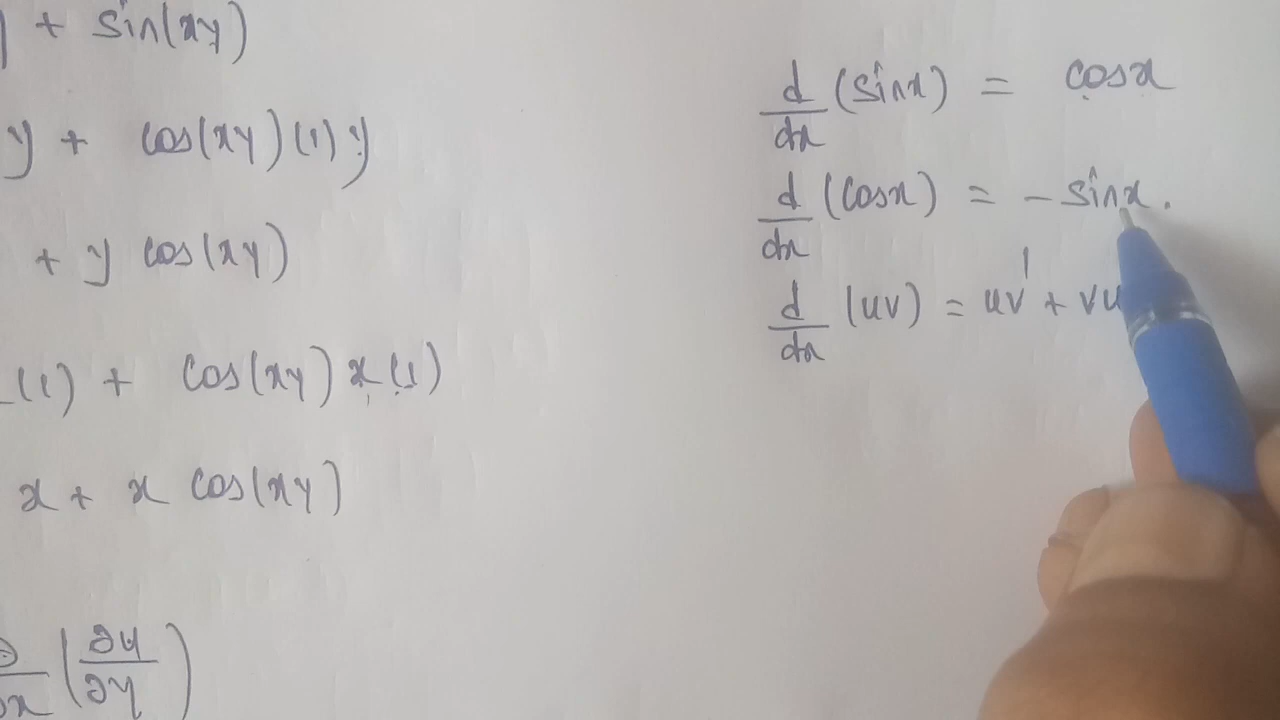 y + sin(xy)
y + cos(xy)(1)y
+ y cos(xy)
(1) + cos(xy) x(1)
x + x cos(xy)
∂/∂x (∂u/∂y)
d/dx (sinx) = cosx
d/dx (cosx) = - sinx.
d/dx (uv) = uv' + vu